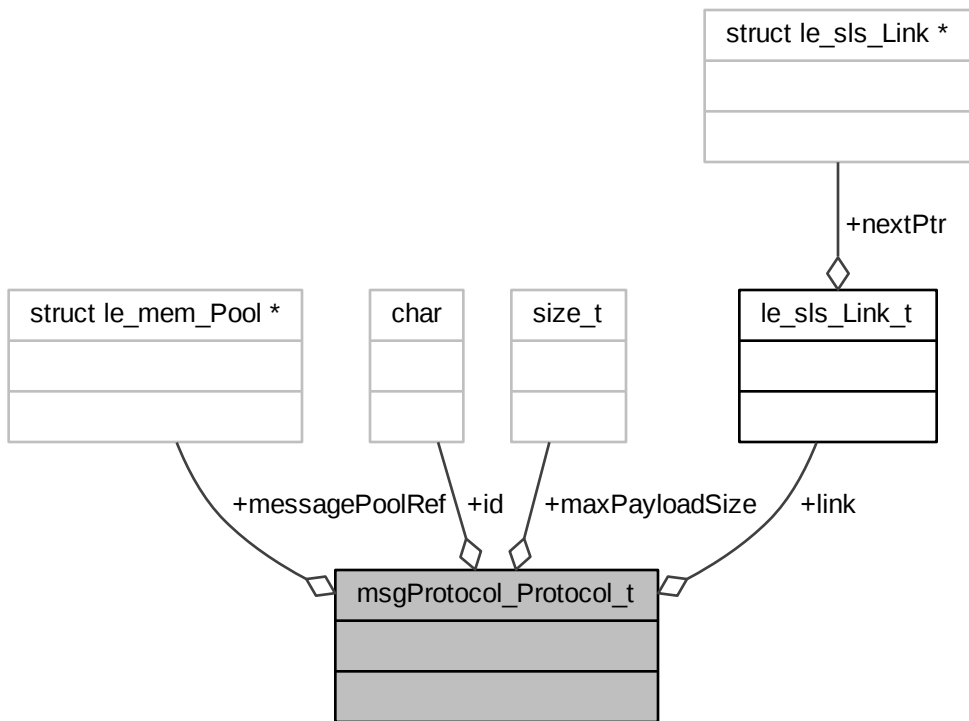 struct le_sls_Link *
+nextPtr
struct le_mem_Pool *
char
size_t
le_sls_Link_t
+messagePoolRef
+id
+maxPayloadSize
+link
msgProtocol_Protocol_t